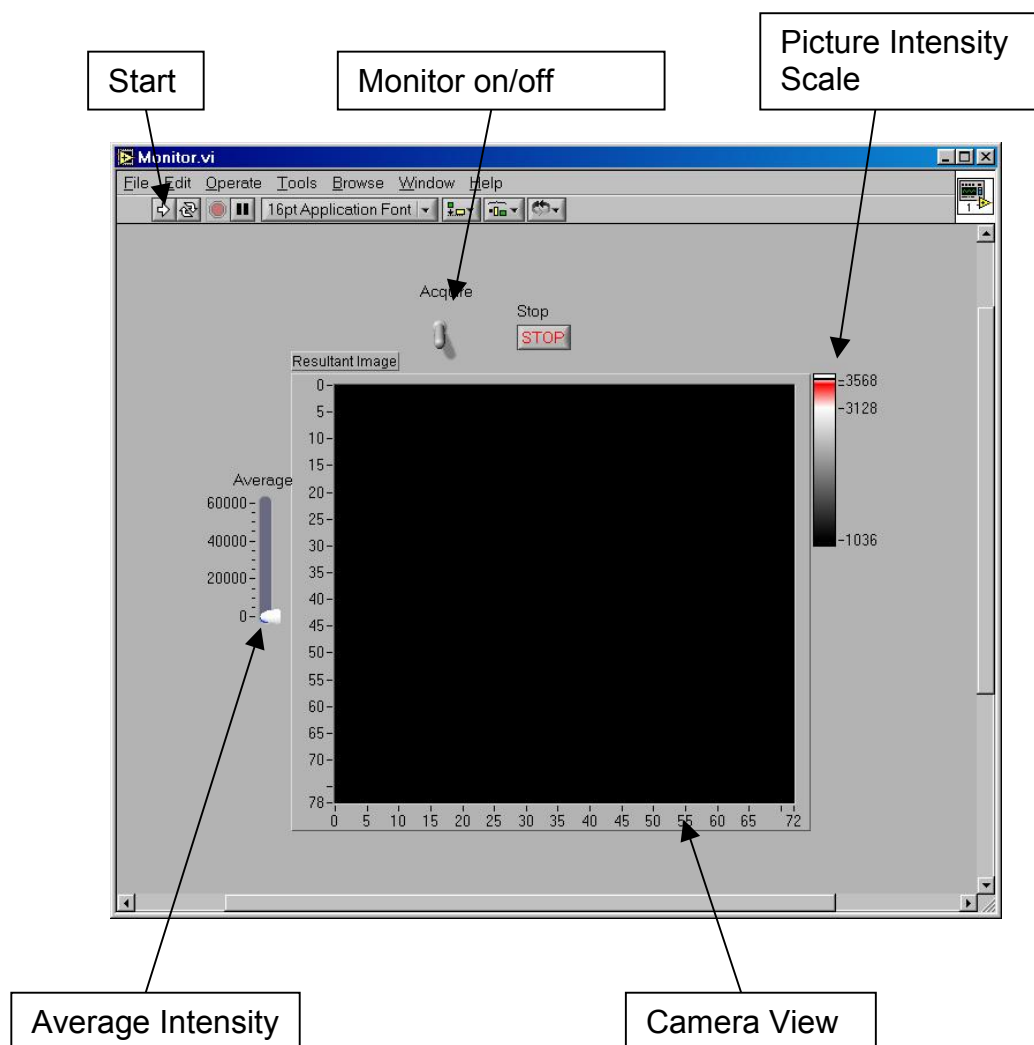 Picture Intensity
Scale
Start
Monitor on/off
Monitor.vi
File Edit Operate Tools Browse Window Help
16pt Application Font
1
Acquire
Stop
STOP
Resultant Image
3568
3128
1036
Average
60000
40000
20000
0
0
5
10
15
20
25
30
35
40
45
50
55
60
65
70
78
0 5 10 15 20 25 30 35 40 45 50 55 60 65 72
Average Intensity
Camera View